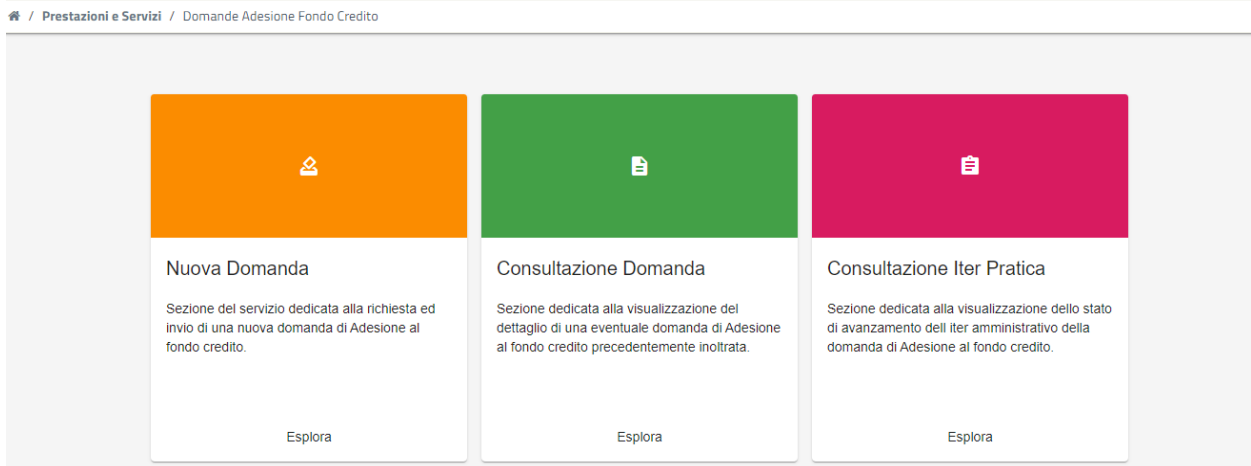 / Prestazioni e Servizi / Domande Adesione Fondo Credito
Nuova Domanda
Sezione del servizio dedicata alla richiesta ed
invio di una nuova domanda di Adesione al
fondo credito.
Esplora
Consultazione Domanda
Sezione dedicata alla visualizzazione del
dettaglio di una eventuale domanda di Adesione
al fondo credito precedentemente inoltrata.
Esplora
Consultazione Iter Pratica
Sezione dedicata alla visualizzazione dello stato
di avanzamento dell iter amministrativo della
domanda di Adesione al fondo credito.
Esplora